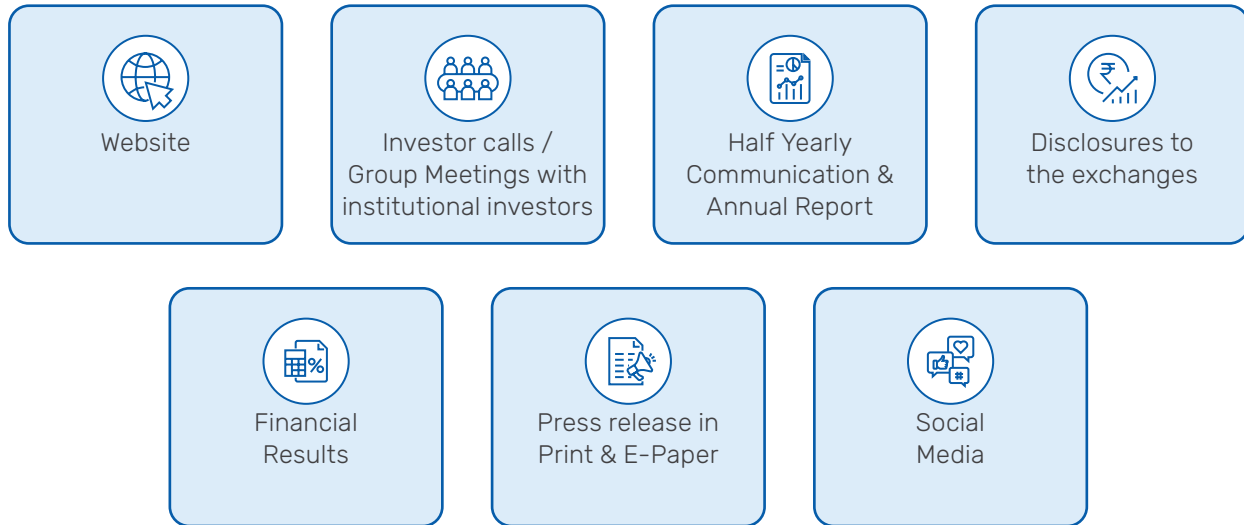 Website
Investor calls /
Group Meetings with
institutional investors
Half Yearly
Communication &
Annual Report
Disclosures to
the exchanges
Financial
Results
Press release in
Print & E-Paper
Social
Media